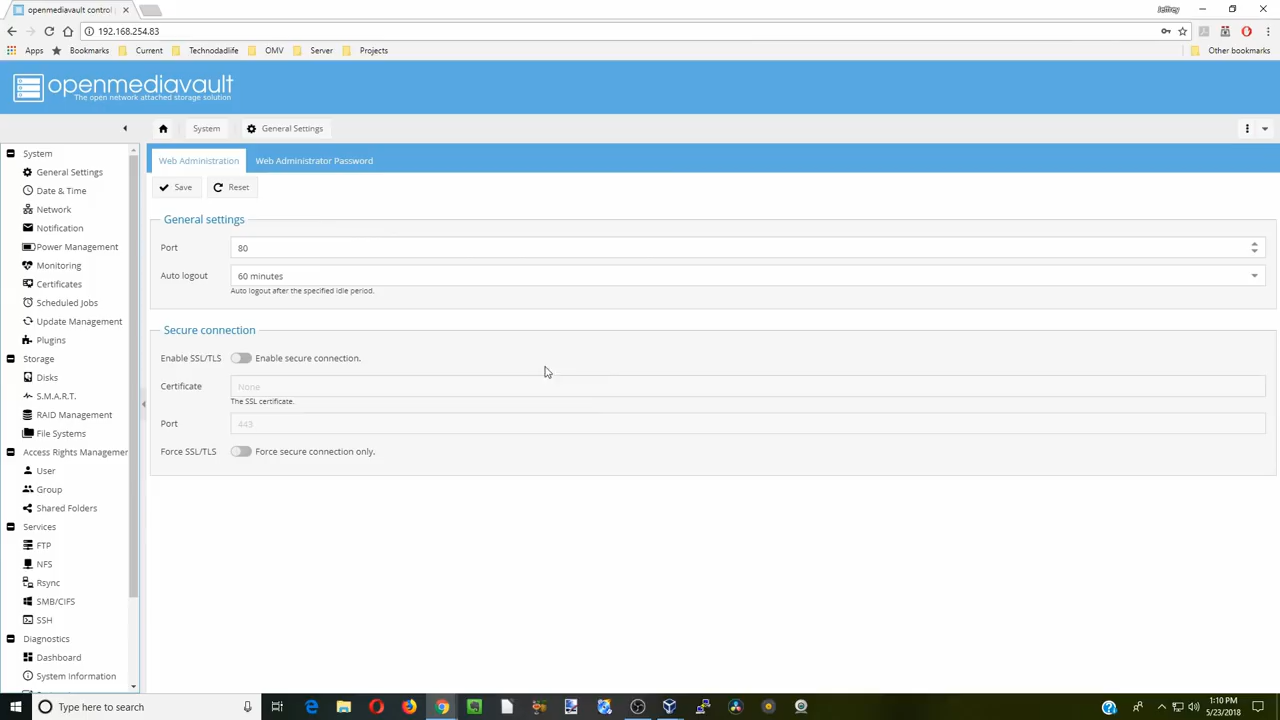 openmediavault control
Jeffrey
192.168.254.83
Apps
Bookmarks
Current
Technodadlife
OMV
Server
Projects
Other bookmarks
openmediavault
The open network attached storage solution
System
General Settings
System
General Settings
Date & Time
Network
Notification
Power Management
Monitoring
Certificates
Scheduled Jobs
Update Management
Plugins
Storage
Disks
S.M.A.R.T.
RAID Management
File Systems
Access Rights Managemer
User
Group
Shared Folders
Services
FTP
NFS
Rsync
SMB/CIFS
SSH
Diagnostics
Dashboard
System Information
Web Administration
Web Administrator Password
Save
Reset
General settings
Port
80
Auto logout
60 minutes
Auto logout after the specified idle period.
Secure connection
Enable SSL/TLS
Enable secure connection.
Certificate
None
The SSL certificate.
Port
443
Force SSL/TLS
Force secure connection only.
Type here to search
1:10 PM
5/23/2018